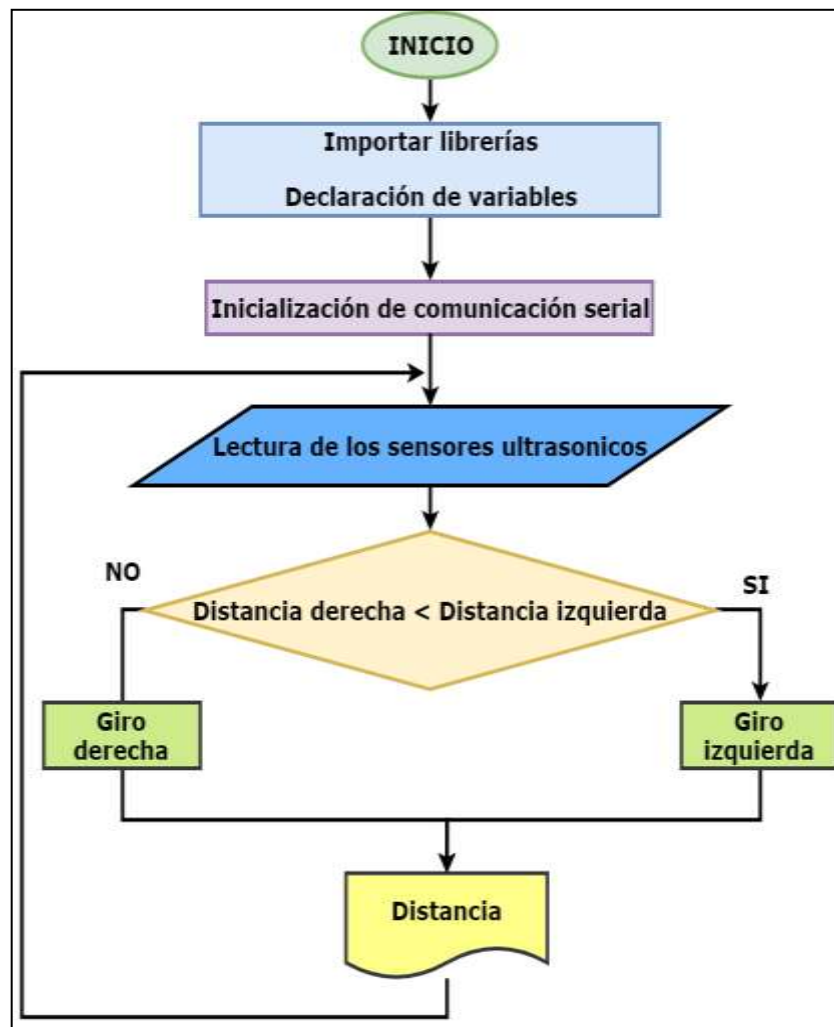 INICIO
Importar librerías
Declaración de variables
Inicialización de comunicación serial
Lectura de los sensores ultrasonicos
NO
SI
Distancia derecha < Distancia izquierda
Giro
derecha
Giro
izquierda
Distancia